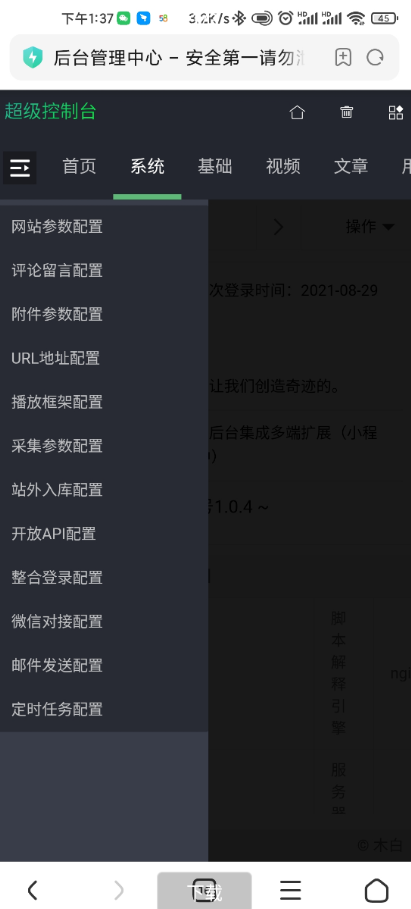 下午1:37
3.2K/s
45
后台管理中心 - 安全第一请勿
超级控制台
首页 系统 基础 视频 文章
网站参数配置
操作
评论留言配置
次登录时间：2021-08-29
附件参数配置
URL地址配置
让我们创造奇迹的。
播放框架配置
后台集成多端扩展（小程
采集参数配置
站外入库配置
1.0.4 ~
开放API配置
整合登录配置
微信对接配置
脚本解释引擎
邮件发送配置
定时任务配置
服务
© 木白
下载